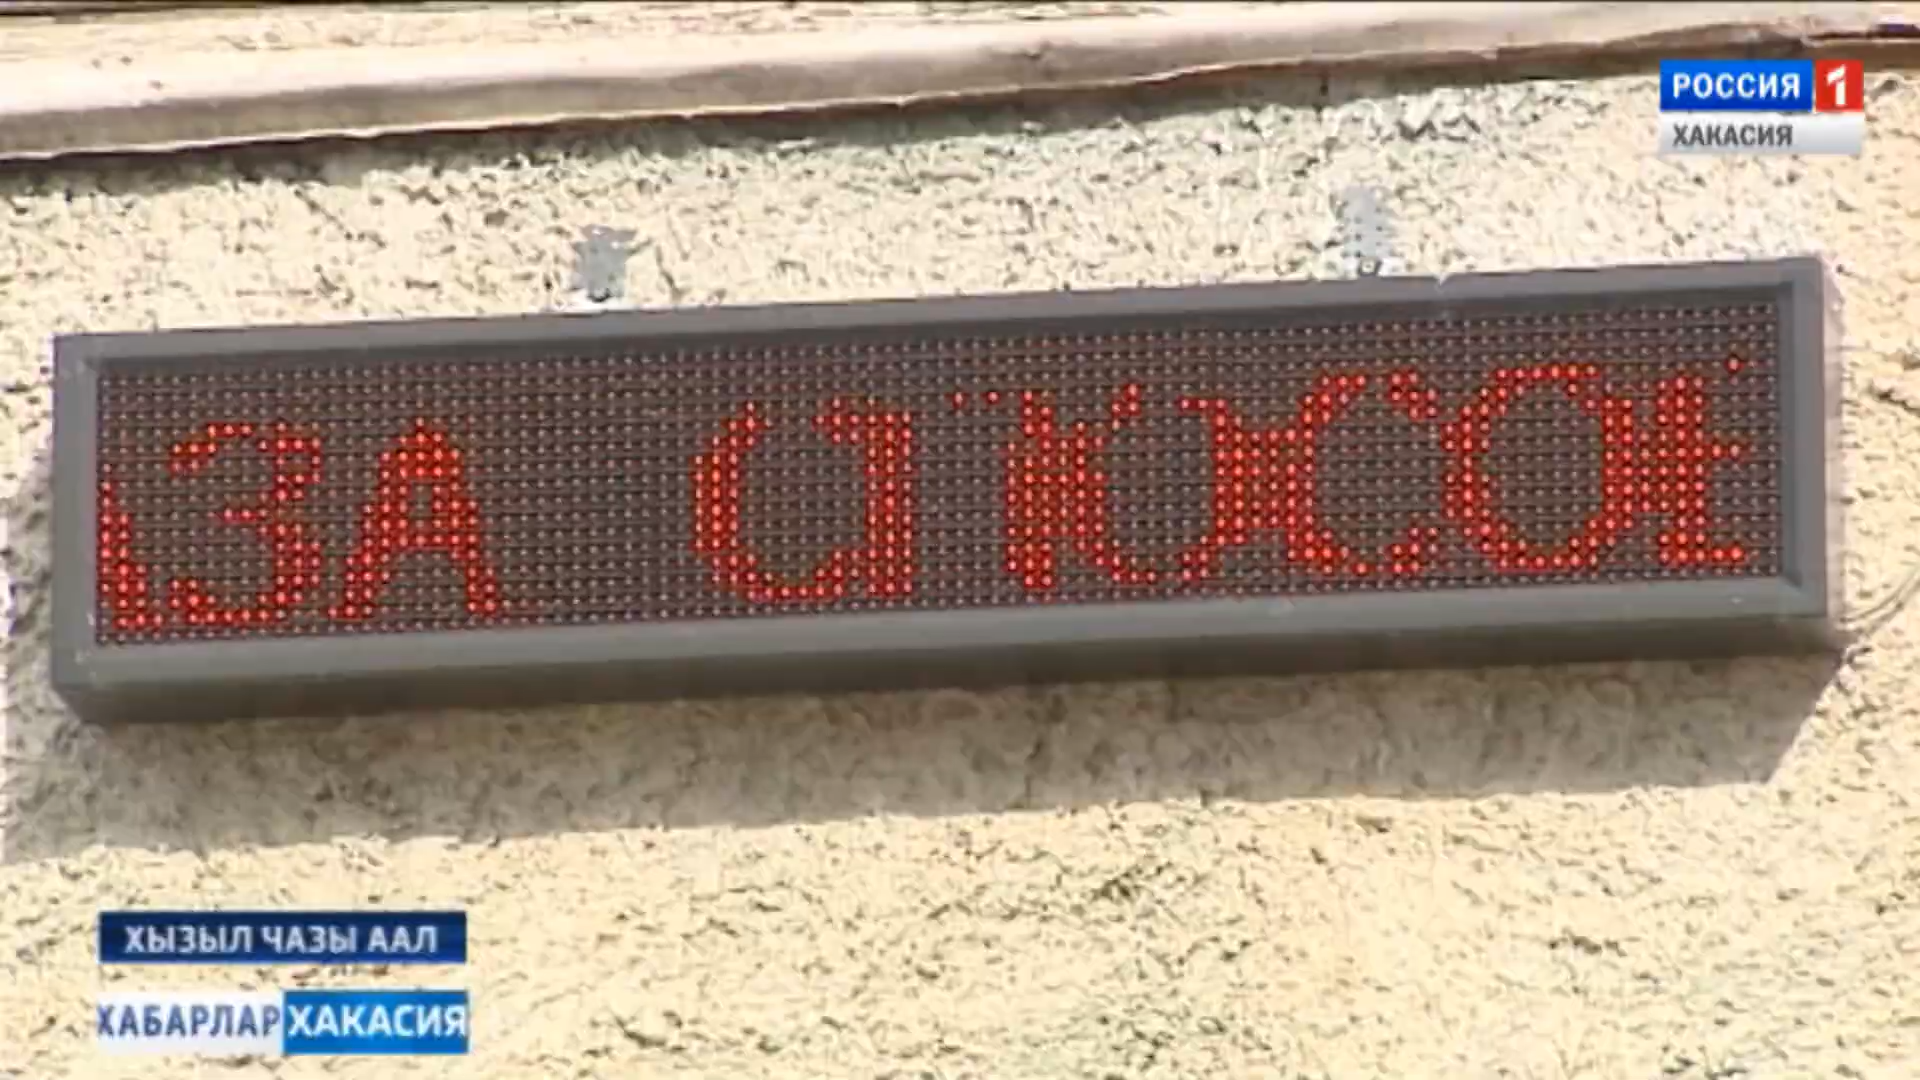 РОССИЯ 1
ХАКАСИЯ
ЗА
ХЫЗЫЛ ЧАЗЫ ААЛ
ХАБАРЛАР ХАКАСИЯ